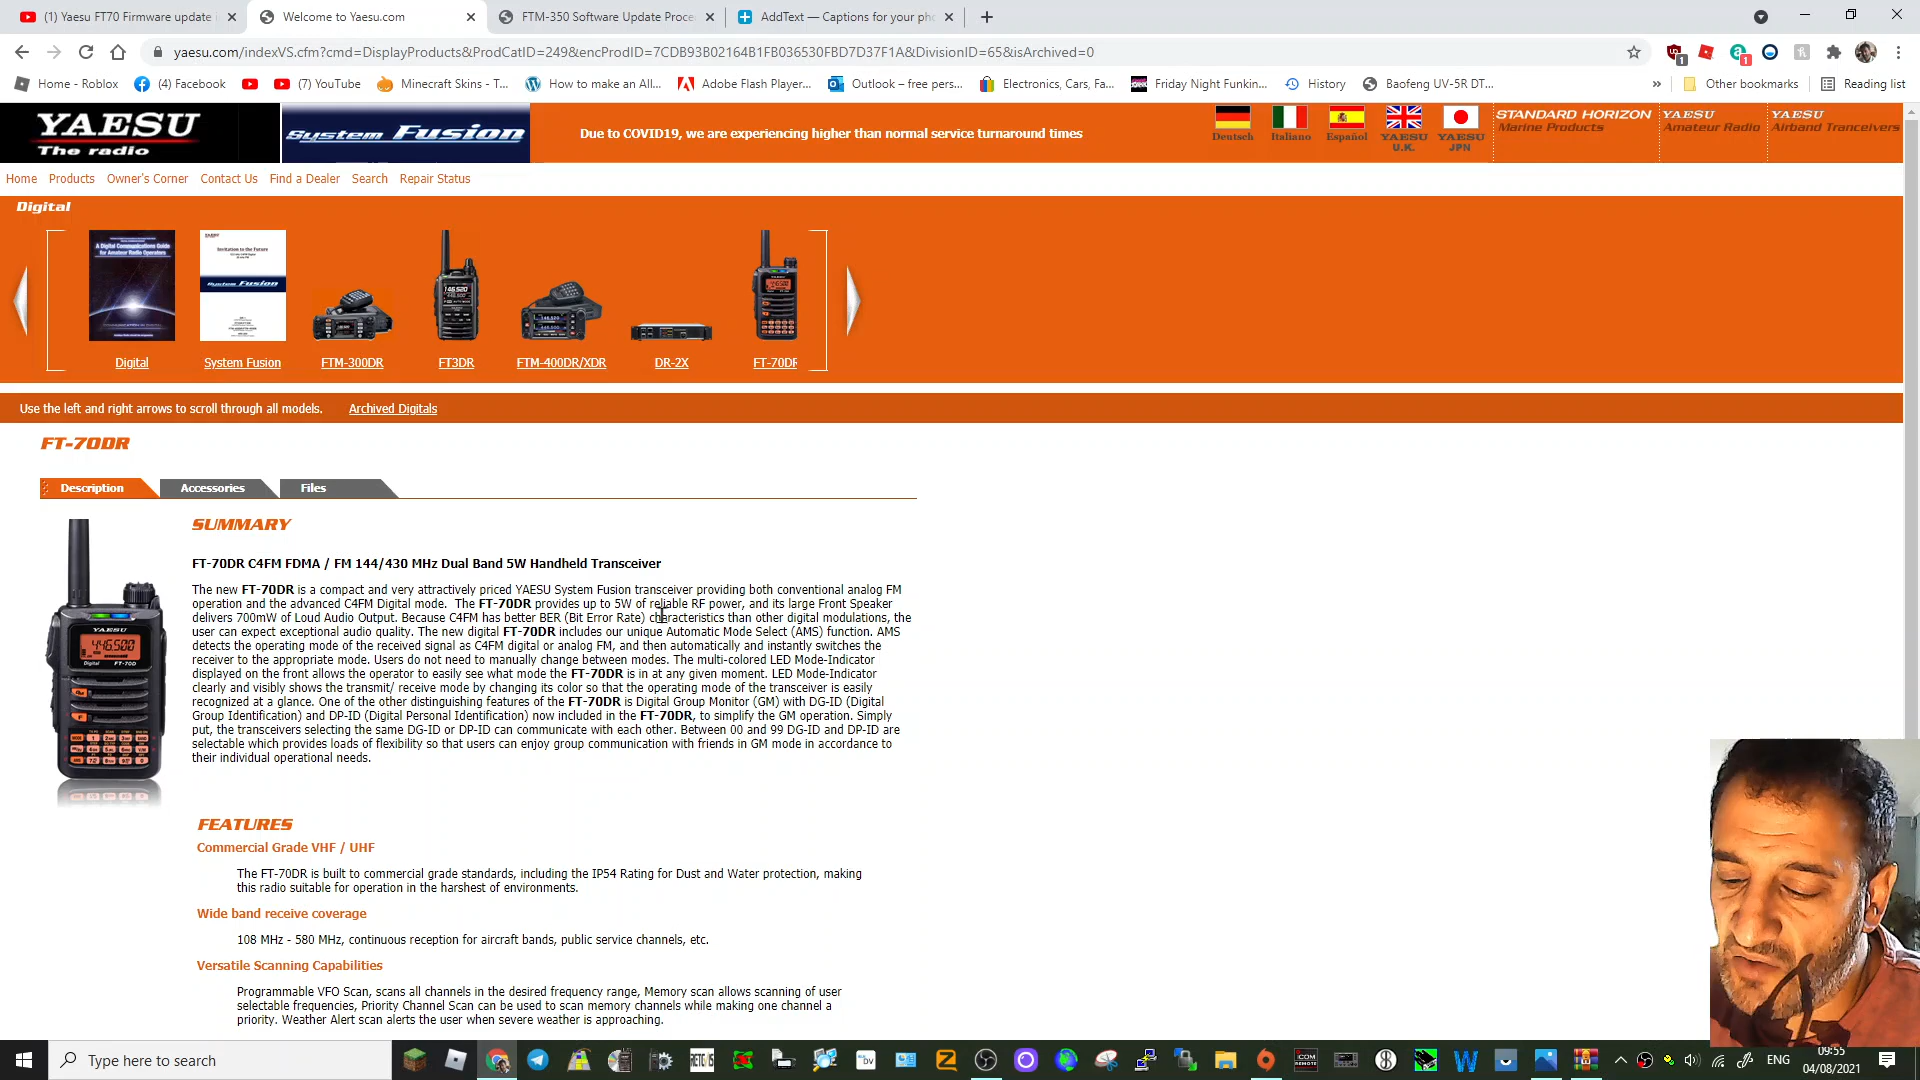 (1) Yaesu FT70 Firmware update
Welcome to Yaesu.com
FTM-350 Software Update Proce
AddText — Captions for your pho
yaesu.com/indexVS.cfm?cmd=DisplayProducts&ProdCatID=249&encProdID=7CDB93B02164B1FB036530FBD7D37F1A&DivisionID=65&isArchived=0
Home - Roblox
(4) Facebook
(7) YouTube
Minecraft Skins - T...
How to make an All...
Adobe Flash Player...
Outlook – free pers...
Electronics, Cars, Fa...
Friday Night Funkin...
History
Baofeng UV-5R DT...
»
Other bookmarks
Reading list
YAESU
The radio
System Fusion
Due to COVID19, we are experiencing higher than normal service turnaround times
Deutsch
Italiano
Español
YAESU
U.K.
YAESU
JPN
STANDARD HORIZON
Marine Products
YAESU
Amateur Radio
YAESU
Airband Tranceivers
Home Products Owner's Corner Contact Us Find a Dealer Search Repair Status
Digital
A Digital Communications Guide
for Amateur Radio Operators
Invitation to the Future
System Fusion
Digital
System Fusion
FTM-300DR
FT3DR
FTM-400DR/XDR
DR-2X
FT-70DR
Use the left and right arrows to scroll through all models. Archived Digitals
FT-70DR
Description
Accessories
Files
SUMMARY
FT-70DR C4FM FDMA / FM 144/430 MHz Dual Band 5W Handheld Transceiver
The new FT-70DR is a compact and very attractively priced YAESU System Fusion transceiver providing both conventional analog FM
operation and the advanced C4FM Digital mode. The FT-70DR provides up to 5W of reliable RF power, and its large Front Speaker
delivers 700mW of Loud Audio Output. Because C4FM has better BER (Bit Error Rate) characteristics than other digital modulations, the
user can expect exceptional audio quality. The new digital FT-70DR includes our unique Automatic Mode Select (AMS) function. AMS
detects the operating mode of the received signal as C4FM digital or analog FM, and then automatically and instantly switches the
receiver to the appropriate mode. Users do not need to manually change between modes. The multi-colored LED Mode-Indicator
displayed on the front allows the operator to easily see what mode the FT-70DR is in at any given moment. LED Mode-Indicator
clearly and visibly shows the transmit/ receive mode by changing its color so that the operating mode of the transceiver is easily
recognized at a glance. One of the other distinguishing features of the FT-70DR is Digital Group Monitor (GM) with DG-ID (Digital
Group Identification) and DP-ID (Digital Personal Identification) now included in the FT-70DR, to simplify the GM operation. Simply
put, the transceivers selecting the same DG-ID or DP-ID can communicate with each other. Between 00 and 99 DG-ID and DP-ID are
selectable which provides loads of flexibility so that users can enjoy group communication with friends in GM mode in accordance to
their individual operational needs.
YAESU
446.500
Digital FT-70D
FEATURES
Commercial Grade VHF / UHF
The FT-70DR is built to commercial grade standards, including the IP54 Rating for Dust and Water protection, making
this radio suitable for operation in the harshest of environments.
Wide band receive coverage
108 MHz - 580 MHz, continuous reception for aircraft bands, public service channels, etc.
Versatile Scanning Capabilities
Programmable VFO Scan, scans all channels in the desired frequency range, Memory scan allows scanning of user
selectable frequencies, Priority Channel Scan can be used to scan memory channels while making one channel a
priority. Weather Alert scan alerts the user when severe weather is approaching.
Type here to search
ENG
09:55
04/08/2021